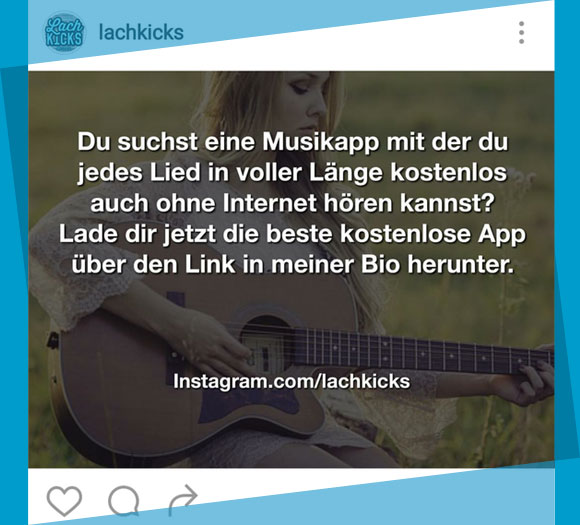 Lach
KICKS
lachkicks
Du suchst eine Musikapp mit der du
jedes Lied in voller Länge kostenlos
auch ohne Internet hören kannst?
Lade dir jetzt die beste kostenlose App
über den Link in meiner Bio herunter.
Instagram.com/lachkicks